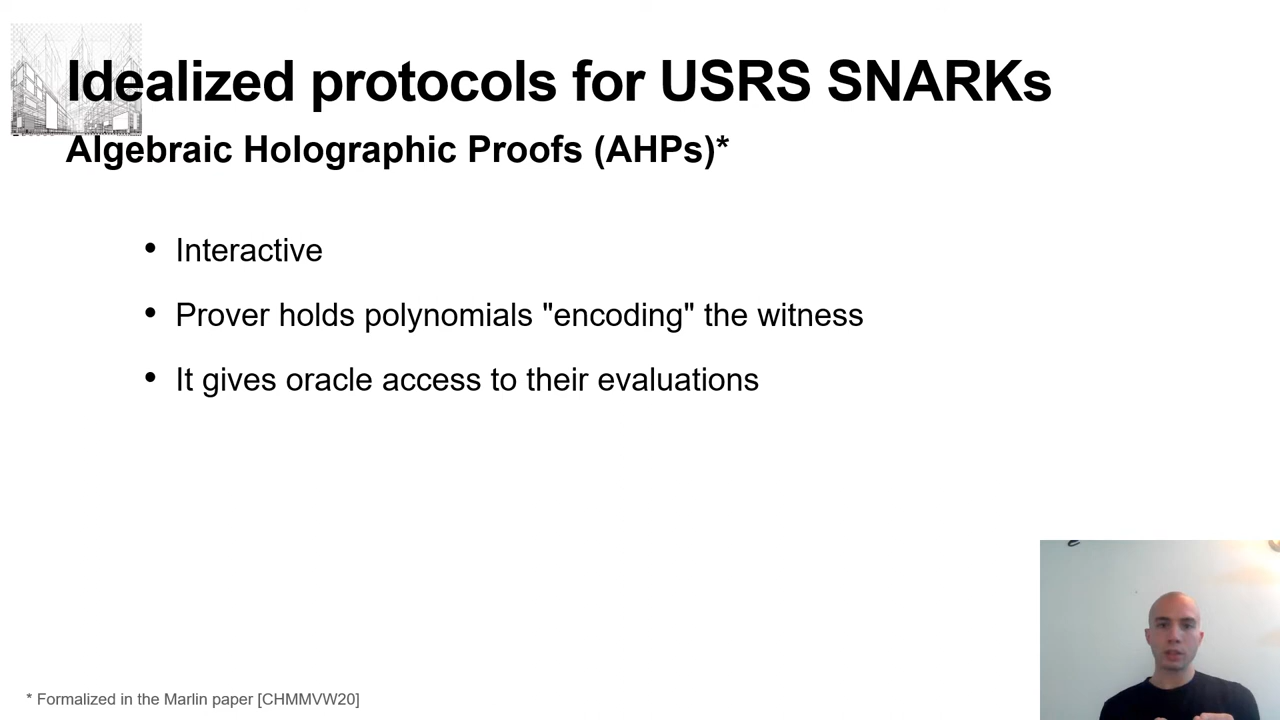 Idealized protocols for USRS SNARKs
Algebraic Holographic Proofs (AHPs)*
• Interactive
• Prover holds polynomials "encoding" the witness
• It gives oracle access to their evaluations
* Formalized in the Marlin paper [CHMMVW20]